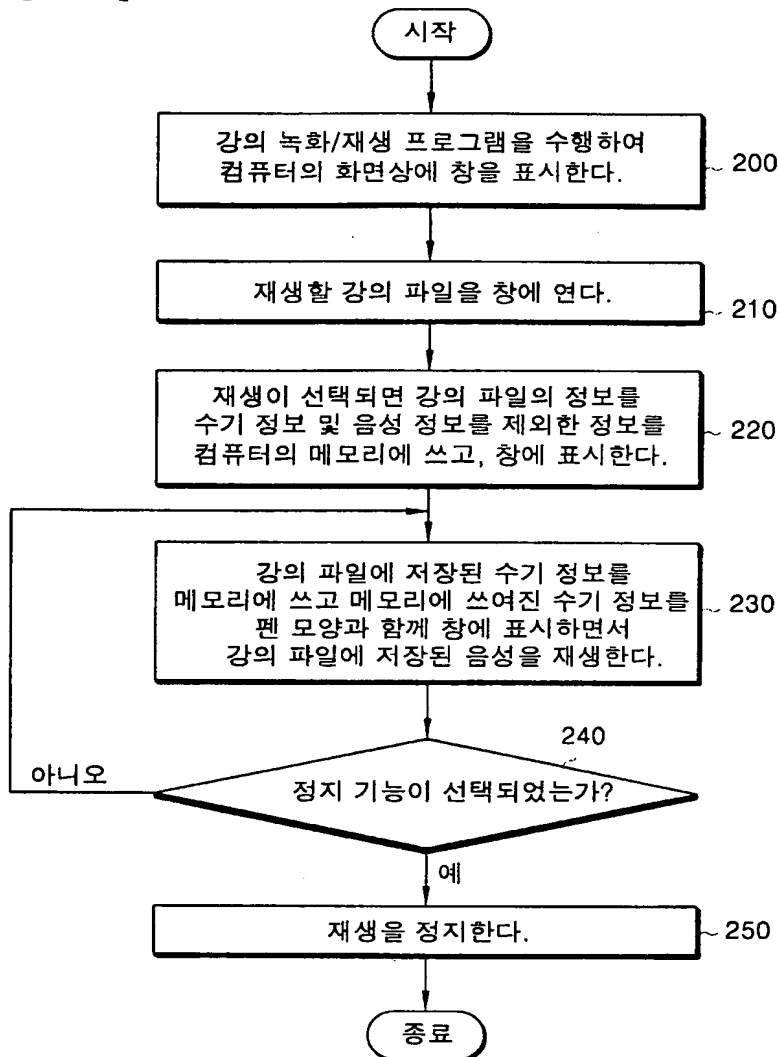 시작
강의 녹화/재생 프로그램을 수행하여
컴퓨터의 화면상에 창을 표시한다.
200
재생할 강의 파일을 창에 연다.
210
재생이 선택되면 강의 파일의 정보를
수기 정보 및 음성 정보를 제외한 정보를
컴퓨터의 메모리에 쓰고, 창에 표시한다.
220
강의 파일에 저장된 수기 정보를
메모리에 쓰고 메모리에 쓰여진 수기 정보를
펜 모양과 함께 창에 표시하면서
강의 파일에 저장된 음성을 재생한다.
230
240
아니오
정지 기능이 선택되었는가?
예
재생을 정지한다.
250
종료